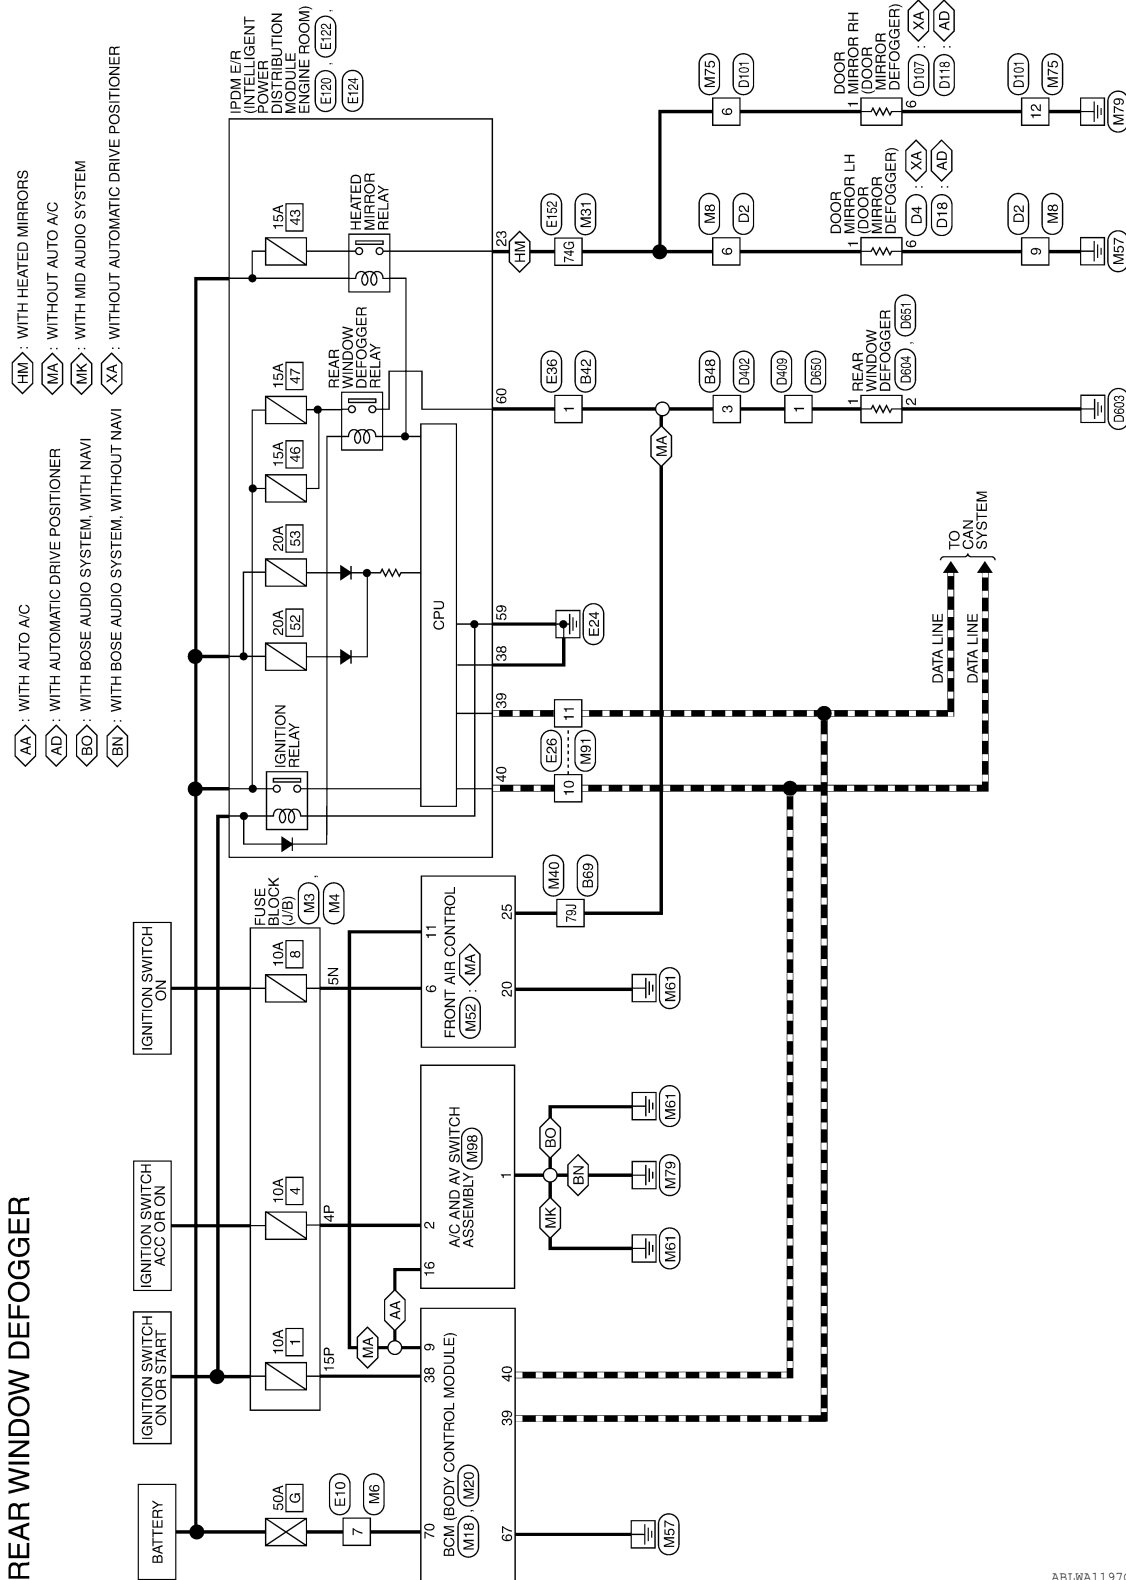 REAR WINDOW DEFOGGER
AA : WITH AUTO A/C
AD : WITH AUTOMATIC DRIVE POSITIONER
BO : WITH BOSE AUDIO SYSTEM, WITH NAVI
BN : WITH BOSE AUDIO SYSTEM, WITHOUT NAVI
HM : WITH HEATED MIRRORS
MA : WITHOUT AUTO A/C
MK : WITH MID AUDIO SYSTEM
XA : WITHOUT AUTOMATIC DRIVE POSITIONER
BATTERY
IGNITION SWITCH
ON OR START
IGNITION SWITCH
ACC OR ON
IGNITION SWITCH
ON
50A
G
10A
1
10A
4
10A
8
FUSE
BLOCK
(J/B)
M3 ,
M4
7
E10
M6
15P
4P
5N
MA
AA
70
38
9
BCM (BODY CONTROL MODULE)
M18 , M20
67
39
40
M57
16
2
A/C AND AV SWITCH
ASSEMBLY M98
1
MK
BN
BO
M61
M79
M61
6
11
FRONT AIR CONTROL
M52 : MA
20
25
M61
79J
M40
B69
IGNITION
RELAY
20A
52
20A
53
15A
46
15A
47
15A
43
REAR
WINDOW
DEFOGGER
RELAY
HEATED
MIRROR
RELAY
IPDM E/R
(INTELLIGENT
POWER
DISTRIBUTION
MODULE
ENGINE ROOM)
E120 , E122 ,
E124
CPU
40
39
38
59
60
23
10
E26
M91
11
E24
DATA LINE
DATA LINE
TO
CAN
SYSTEM
1
E36
B42
MA
3
B48
D402
1
D409
D650
1
REAR
WINDOW
DEFOGGER
D604 , D651
2
D603
HM
74G
E152
M31
6
M8
D2
1
DOOR
MIRROR LH
(DOOR
MIRROR
DEFOGGER)
D4 : XA
D18 : AD
6
9
D2
M8
M57
6
M75
D101
1
DOOR
MIRROR RH
(DOOR
MIRROR
DEFOGGER)
D107 : XA
D118 : AD
6
12
D101
M75
M79